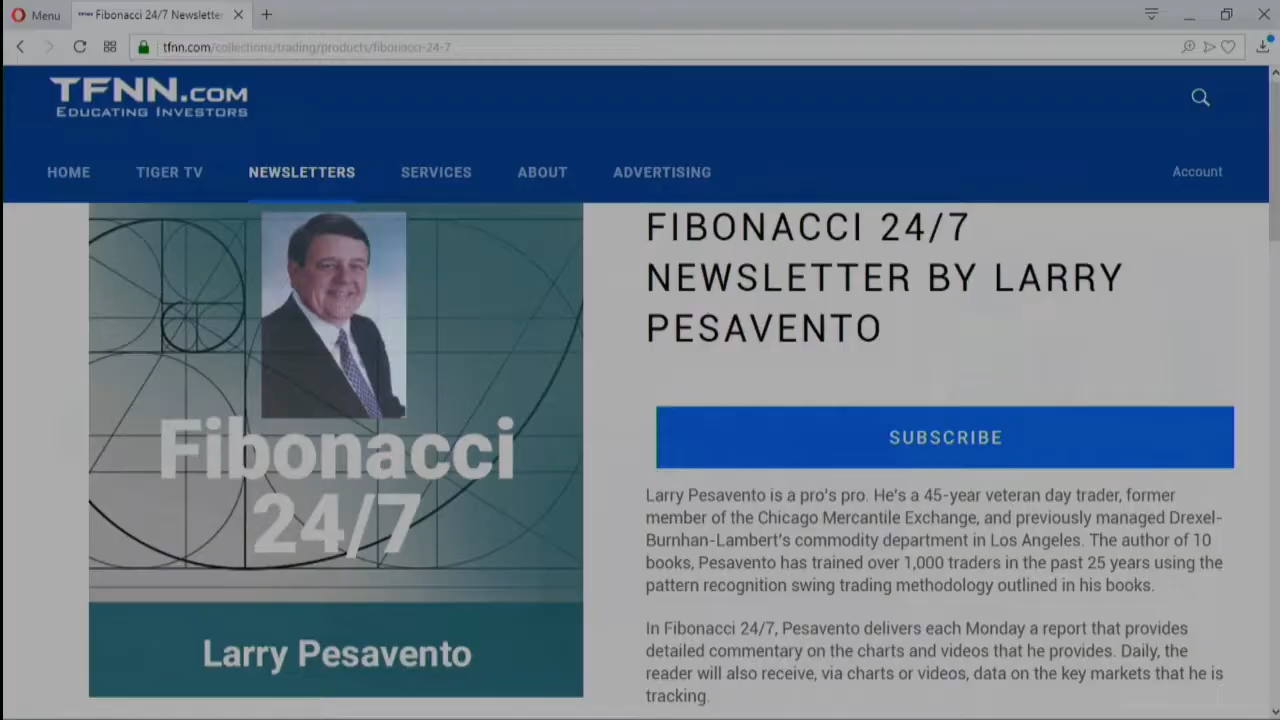 Menu
Fibonacci 24/7 Newsletter
tfnn.com/collections/trading/products/fibonacci-24-7
TFNN.COM
EDUCATING INVESTORS
HOME
TIGER TV
NEWSLETTERS
SERVICES
ABOUT
ADVERTISING
Account
Fibonacci
24/7
Larry Pesavento
FIBONACCI 24/7
NEWSLETTER BY LARRY
PESAVENTO
SUBSCRIBE
Larry Pesavento is a pro's pro. He's a 45-year veteran day trader, former
member of the Chicago Mercantile Exchange, and previously managed Drexel-
Burnhan-Lambert's commodity department in Los Angeles. The author of 10
books, Pesavento has trained over 1,000 traders in the past 25 years using the
pattern recognition swing trading methodology outlined in his books.
In Fibonacci 24/7, Pesavento delivers each Monday a report that provides
detailed commentary on the charts and videos that he provides. Daily, the
reader will also receive, via charts or videos, data on the key markets that he is
tracking.